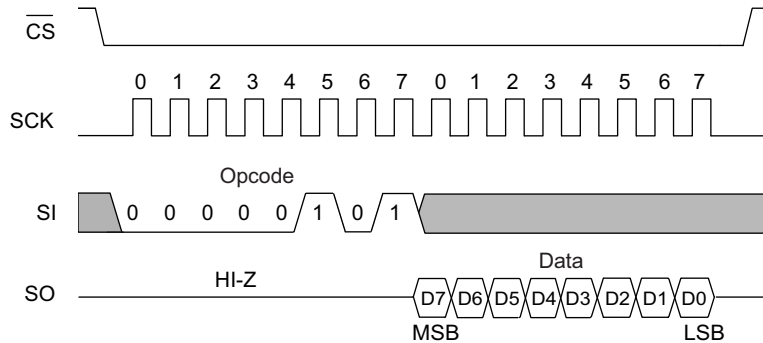 CS
0 1 2 3 4 5 6 7 0 1 2 3 4 5 6 7
SCK
Opcode
SI 0 0 0 0 0 1 0 1
Data
HI-Z
SO D7 D6 D5 D4 D3 D2 D1 D0
MSB LSB